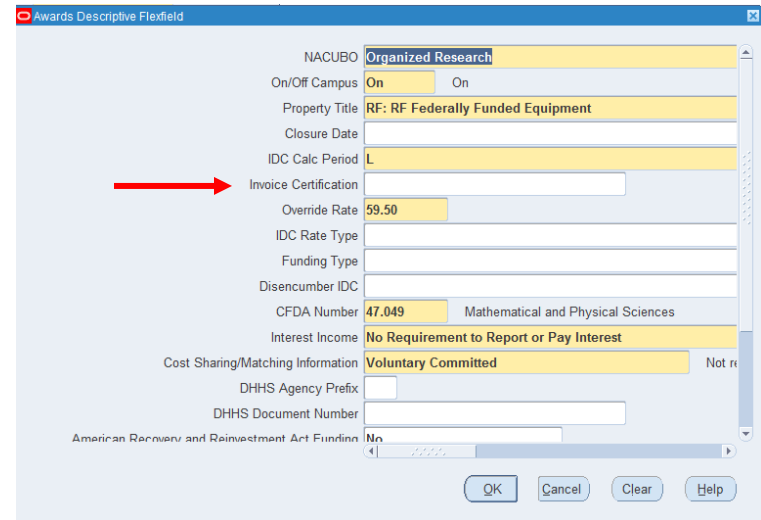 Awards Descriptive Flexfield
NACUBO Organized Research
On/Off Campus On On
Property Title RF: RF Federally Funded Equipment
Closure Date
IDC Calc Period L
Invoice Certification
Override Rate 59.50
IDC Rate Type
Funding Type
Disencumber IDC
CFDA Number 47.049 Mathematical and Physical Sciences
Interest Income No Requirement to Report or Pay Interest
Cost Sharing/Matching Information Voluntary Committed Not re
DHHS Agency Prefix
DHHS Document Number
American Recovery and Reinvestment Act Funding No
OK Cancel Clear Help